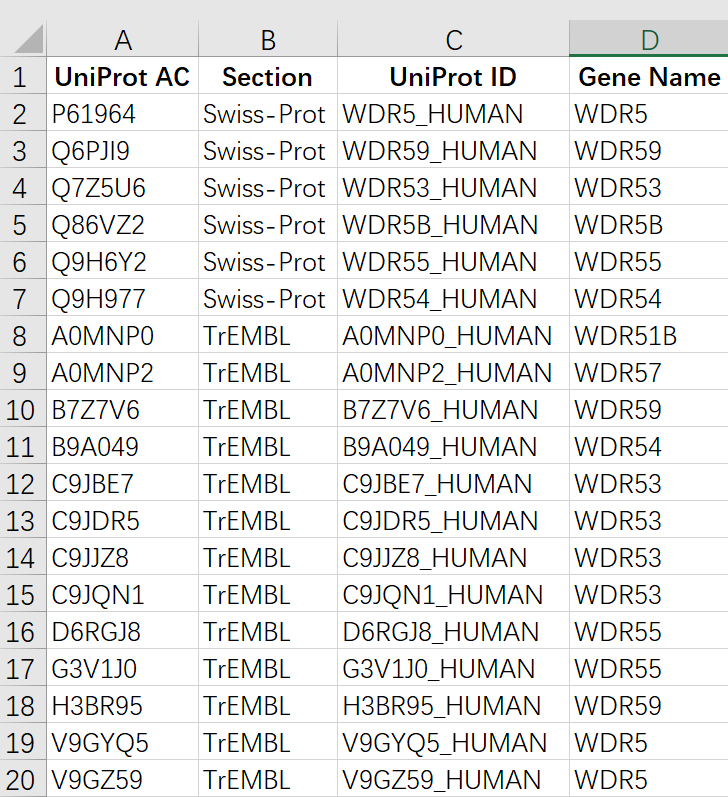 A B C D
1 UniProt AC Section UniProt ID Gene Name
2 P61964 Swiss-Prot WDR5_HUMAN WDR5
3 Q6PJI9 Swiss-Prot WDR59_HUMAN WDR59
4 Q7Z5U6 Swiss-Prot WDR53_HUMAN WDR53
5 Q86VZ2 Swiss-Prot WDR5B_HUMAN WDR5B
6 Q9H6Y2 Swiss-Prot WDR55_HUMAN WDR55
7 Q9H977 Swiss-Prot WDR54_HUMAN WDR54
8 A0MNP0 TrEMBL A0MNP0_HUMAN WDR51B
9 A0MNP2 TrEMBL A0MNP2_HUMAN WDR57
10 B7Z7V6 TrEMBL B7Z7V6_HUMAN WDR59
11 B9A049 TrEMBL B9A049_HUMAN WDR54
12 C9JBE7 TrEMBL C9JBE7_HUMAN WDR53
13 C9JDR5 TrEMBL C9JDR5_HUMAN WDR53
14 C9JJZ8 TrEMBL C9JJZ8_HUMAN WDR53
15 C9JQN1 TrEMBL C9JQN1_HUMAN WDR53
16 D6RGJ8 TrEMBL D6RGJ8_HUMAN WDR55
17 G3V1J0 TrEMBL G3V1J0_HUMAN WDR55
18 H3BR95 TrEMBL H3BR95_HUMAN WDR59
19 V9GYQ5 TrEMBL V9GYQ5_HUMAN WDR5
20 V9GZ59 TrEMBL V9GZ59_HUMAN WDR5